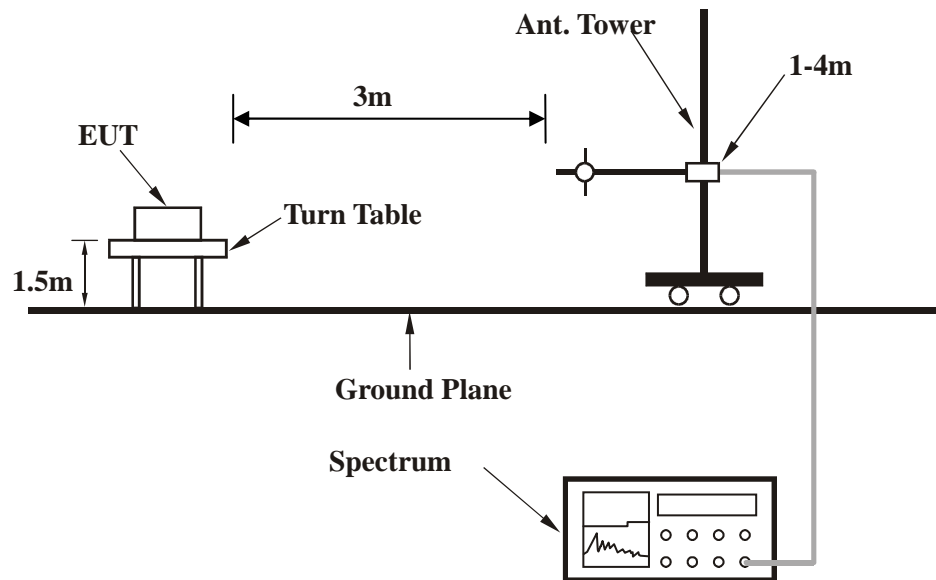 Ant. Tower
1-4m
3m
EUT
Turn Table
1.5m
Ground Plane
Spectrum